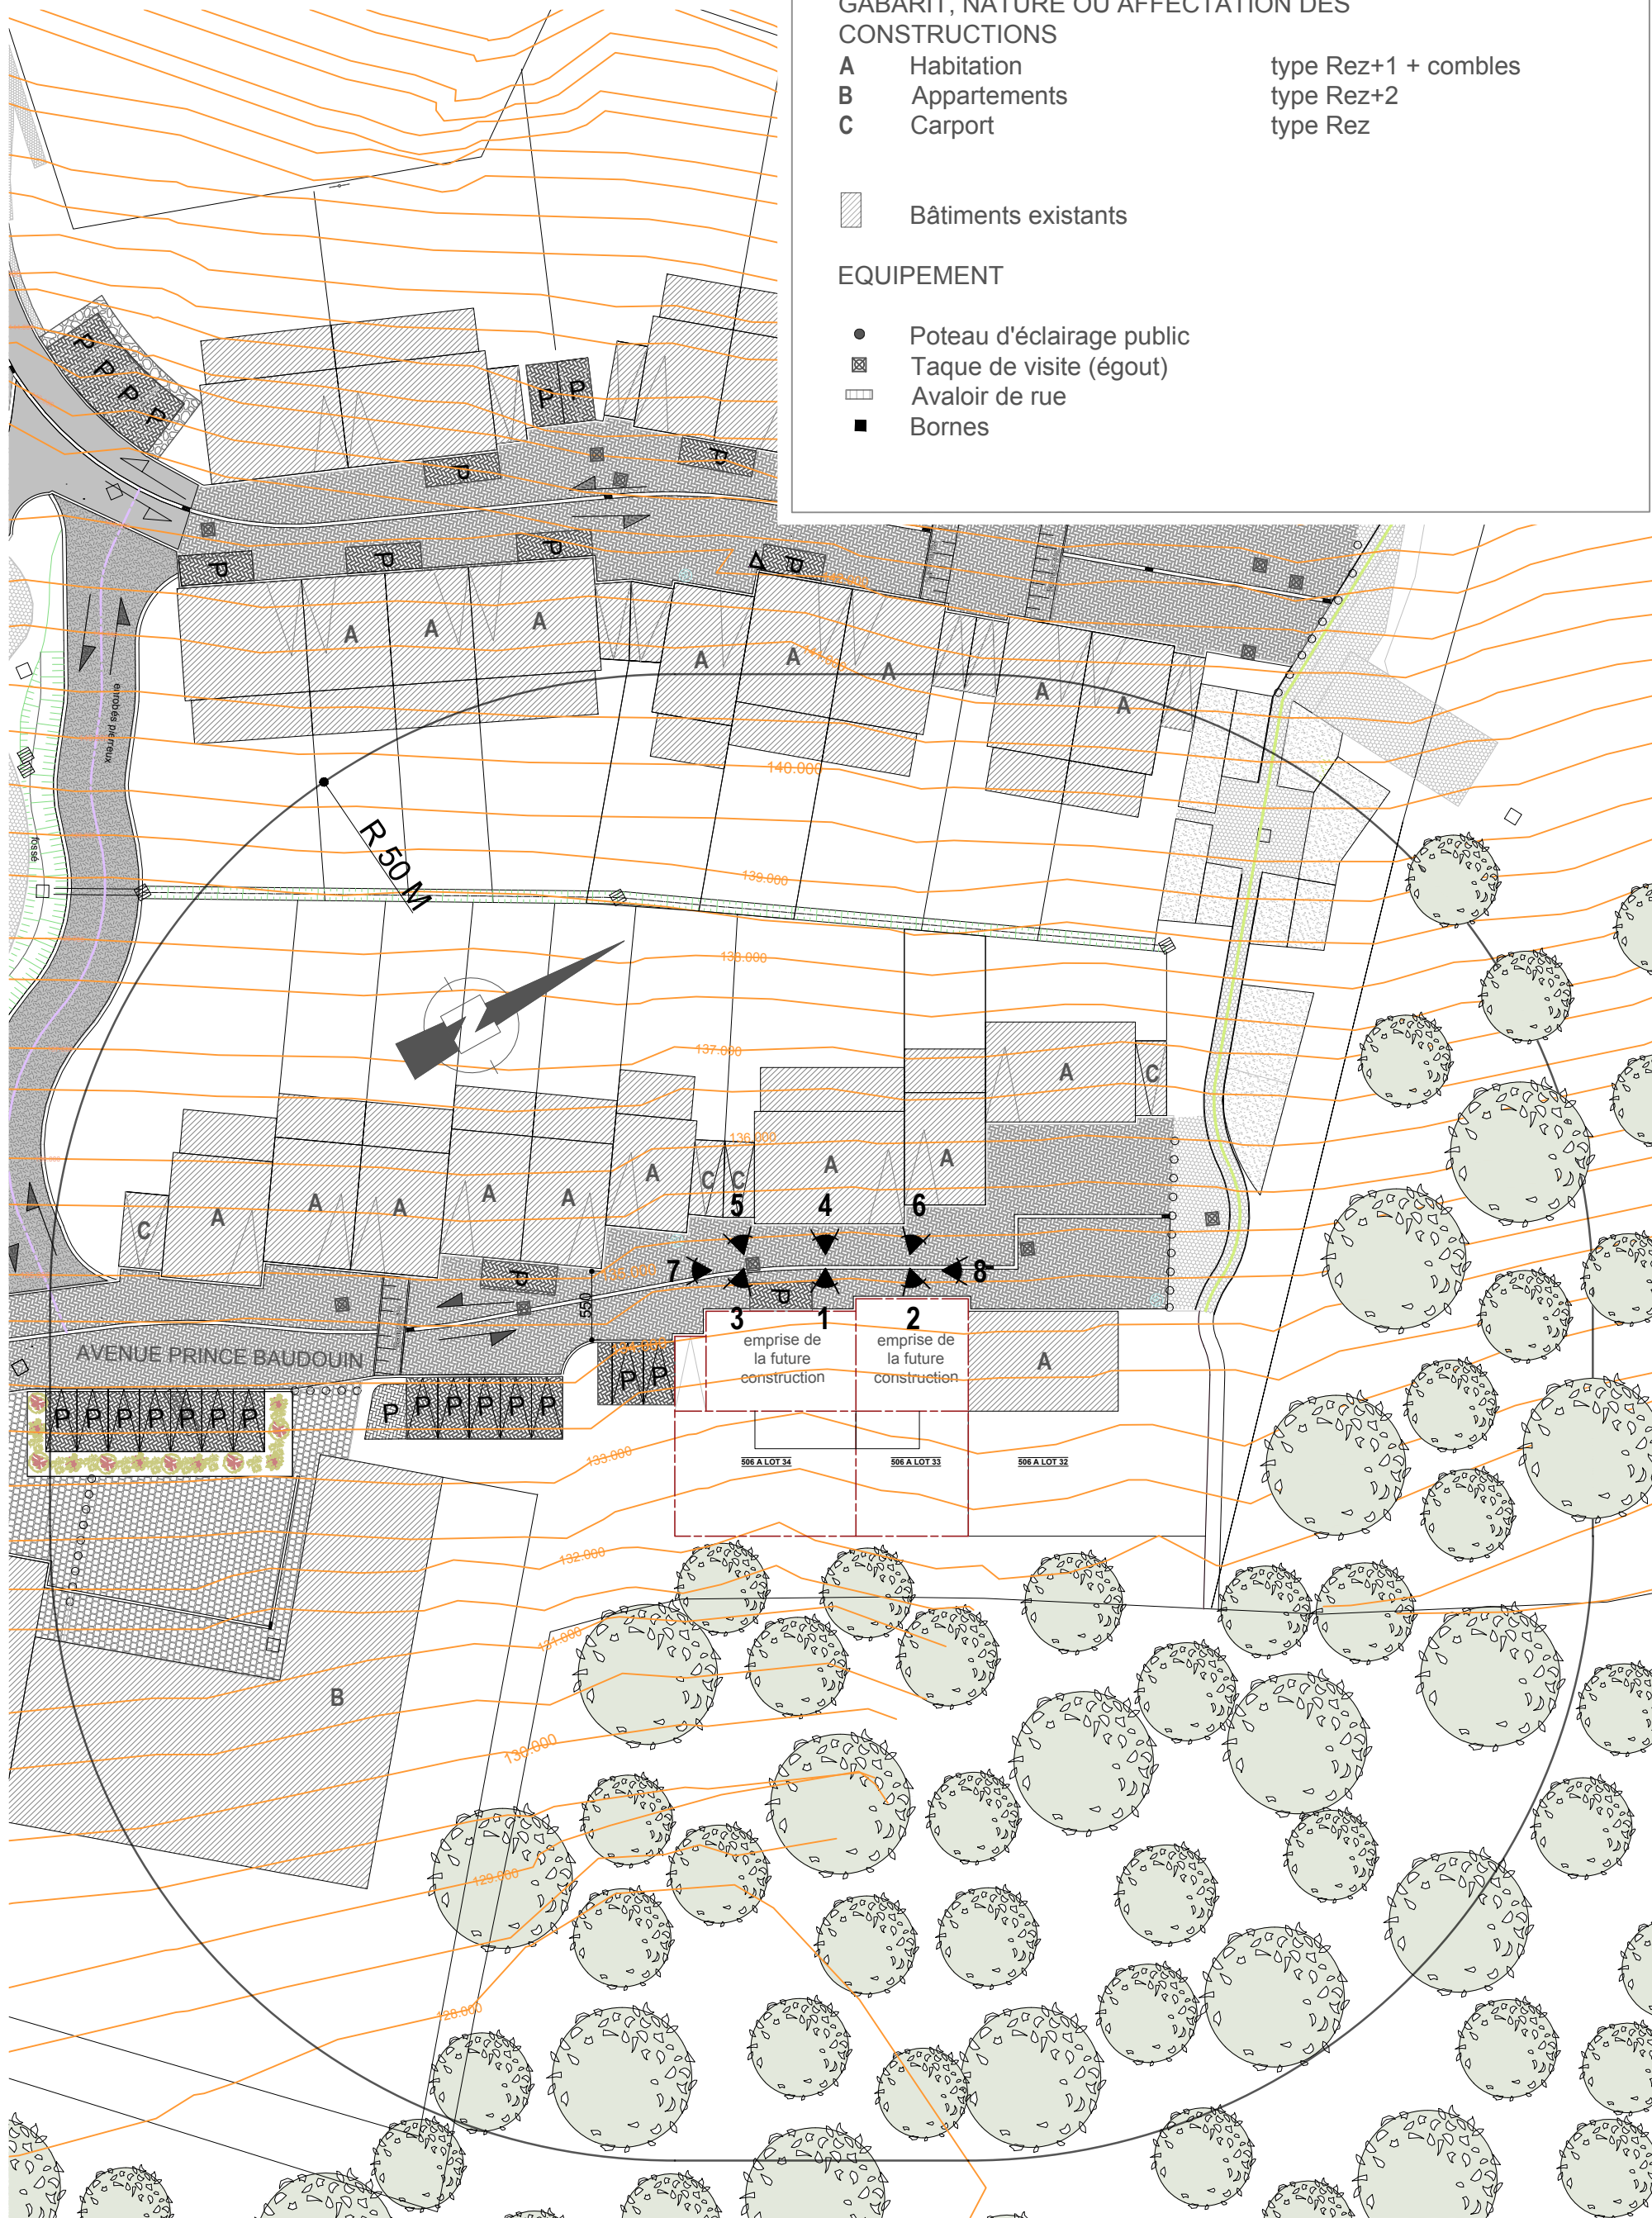 GABARIT, NATURE OU AFFECTATION DES
CONSTRUCTIONS
A Habitation type Rez+1 + combles
B Appartements type Rez+2
C Carport type Rez
Bâtiments existants
EQUIPEMENT
Poteau d'éclairage public
Taque de visite (égout)
Avaloir de rue
Bornes
P P P P
P P
P
P
P
P
P
P
A
A
A
A
A
A
A
A
enrobés pierreux
fossé
140.000
R 50 M
139.000
138.000
137.000
136.000
A
C
A
A
A
C
C
A
A
A
A
A
A
C
5
4
6
7
8
3
1
2
135.000
P
P
550
AVENUE PRINCE BAUDOUIN
P P
emprise de
la future
construction
emprise de
la future
construction
A
P P P P P P P
P P P P P P
133.000
506 A LOT 34
506 A LOT 33
506 A LOT 32
132.000
131.000
B
130.000
129.000
128.000